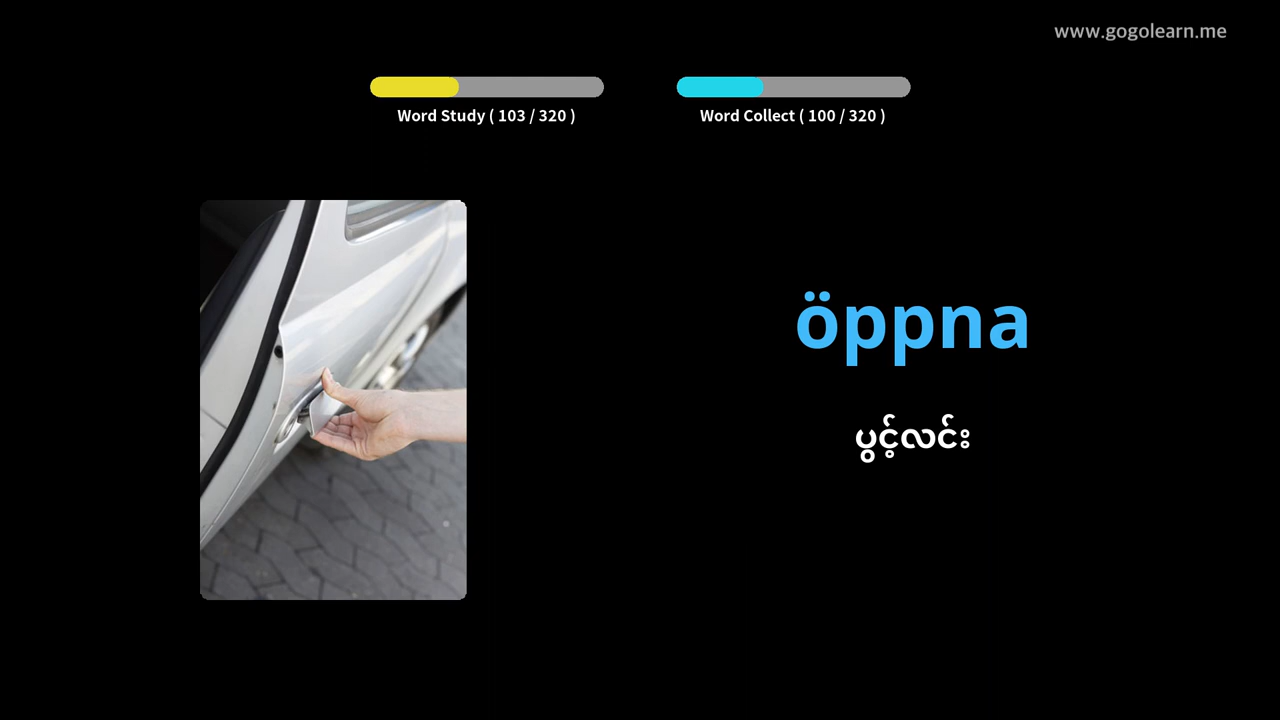 www.gogolearn.me
Word Study ( 103 / 320 )
Word Collect ( 100 / 320 )
öppna
ပွင့်လင်း